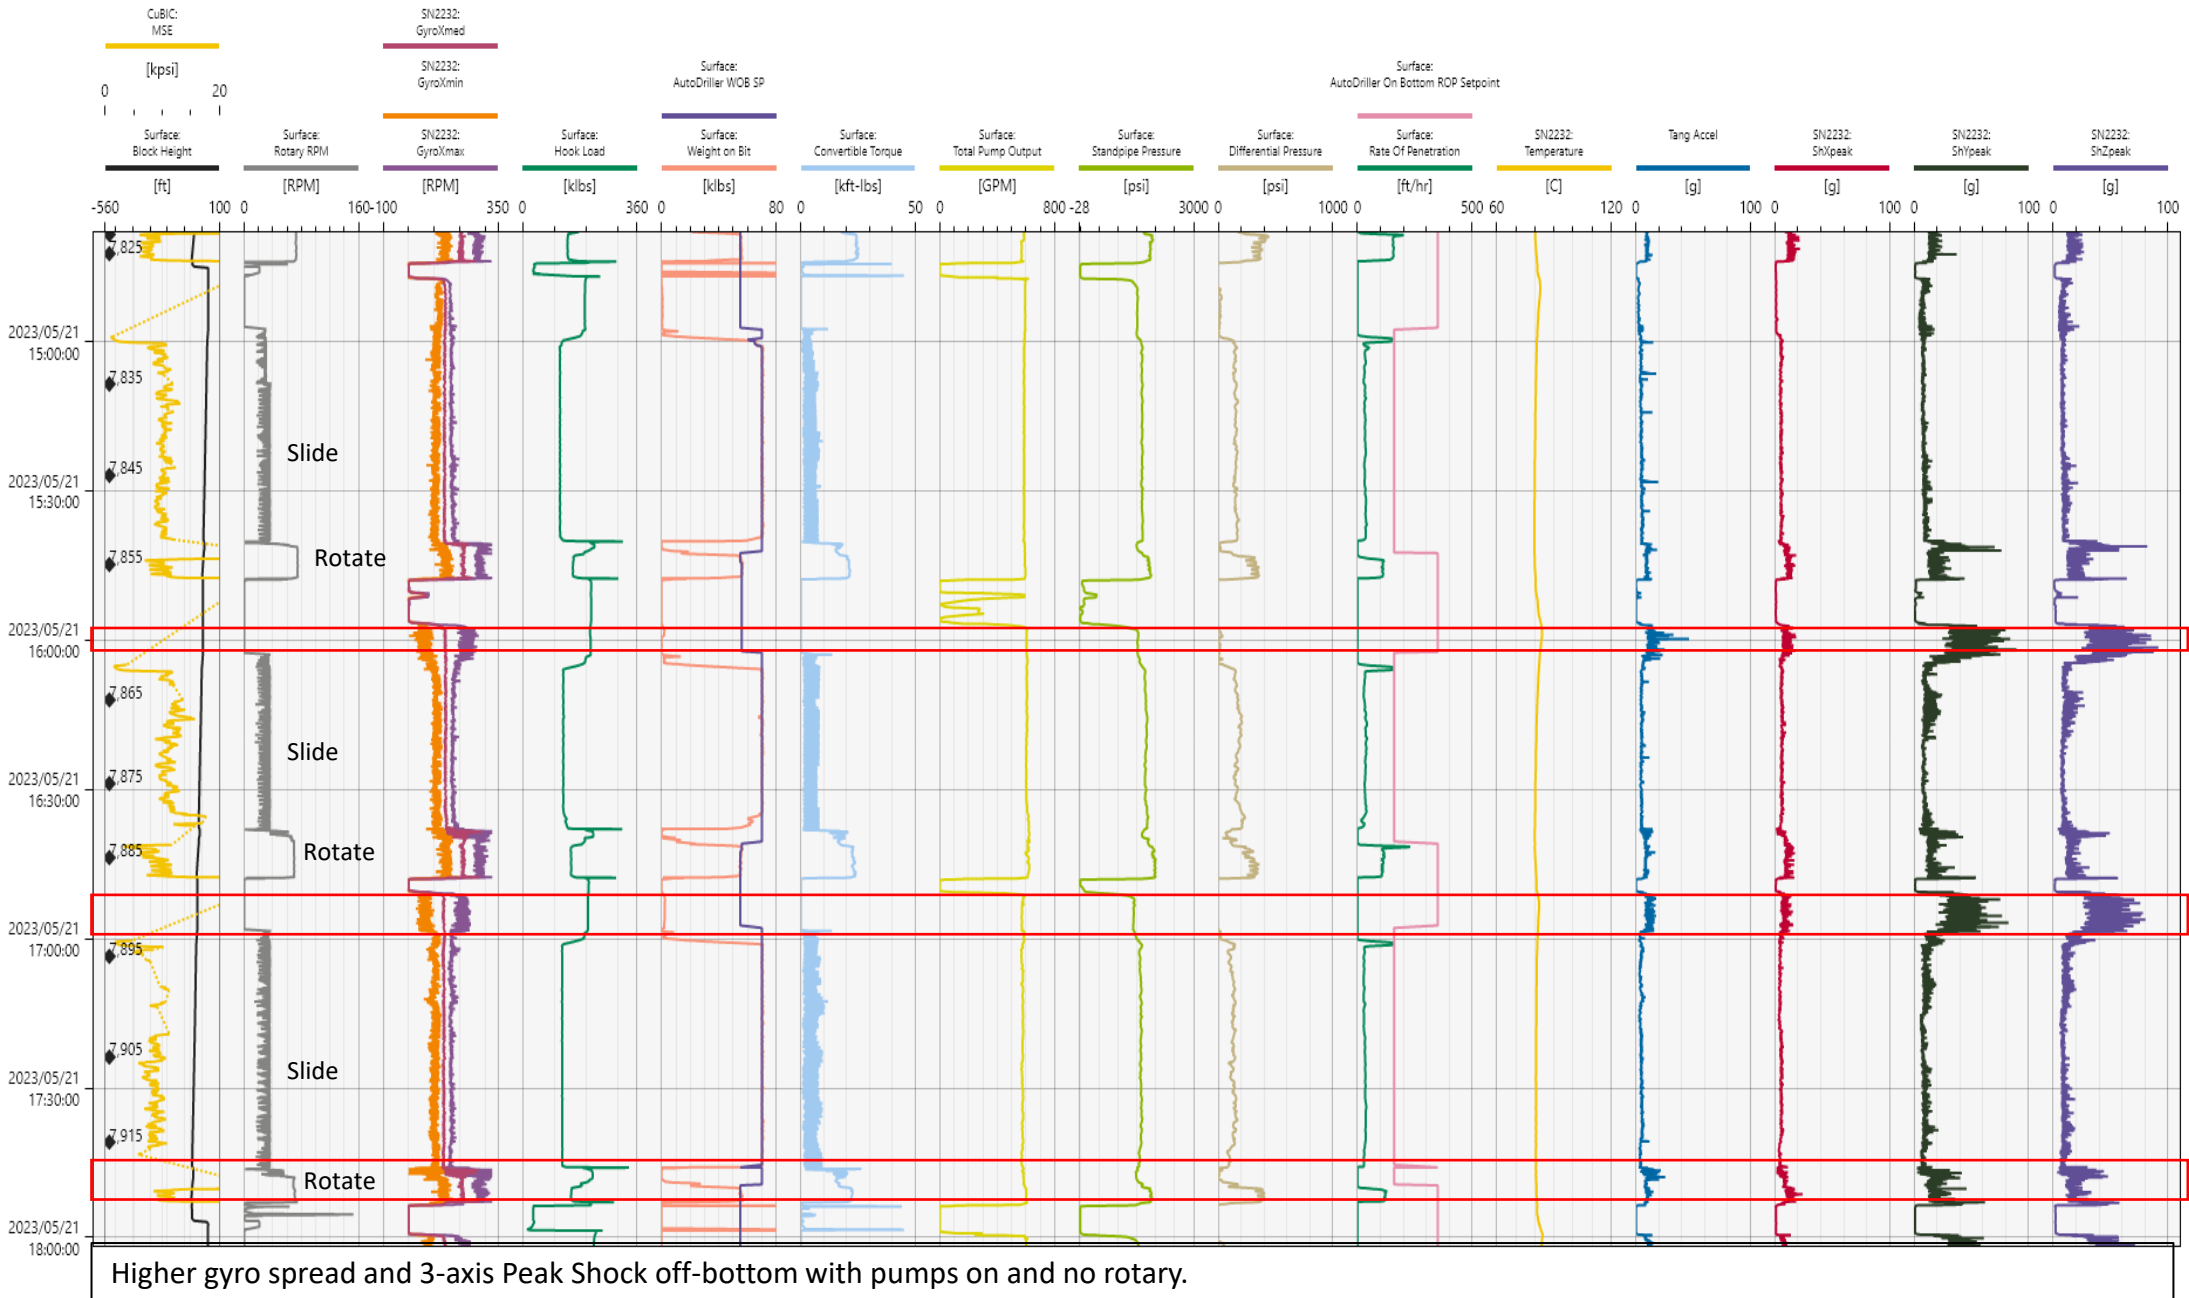 CuBIC: MSE
SN2232: GyroXmed
[kpsi]
0 20
SN2232: GyroXmin
Surface: AutoDriller WOB SP
Surface: AutoDriller On Bottom ROP Setpoint
Surface: Block Height
Surface: Rotary RPM
SN2232: GyroXmax
Surface: Hook Load
Surface: Weight on Bit
Surface: Convertible Torque
Surface: Total Pump Output
Surface: Standpipe Pressure
Surface: Differential Pressure
Surface: Rate Of Penetration
SN2232: Temperature
Tang Accel
SN2232: ShXpeak
SN2232: ShYpeak
SN2232: ShZpeak
[ft] [RPM] [RPM] [klbs] [klbs] [kft-lbs] [GPM] [psi] [psi] [ft/hr] [C] [g] [g] [g] [g]
-560 100 0 160 -100 350 0 360 0 80 0 50 0 800 -28 3000 0 1000 0 500 60 120 0 100 0 100 0 100 0 100
7,825
2023/05/21
15:00:00
7,835
Slide
7,845
2023/05/21
15:30:00
7,855
Rotate
2023/05/21
16:00:00
7,865
Slide
7,875
2023/05/21
16:30:00
7,885
Rotate
2023/05/21
17:00:00
7,895
7,905
Slide
2023/05/21
17:30:00
7,915
Rotate
2023/05/21
18:00:00
Higher gyro spread and 3-axis Peak Shock off-bottom with pumps on and no rotary.